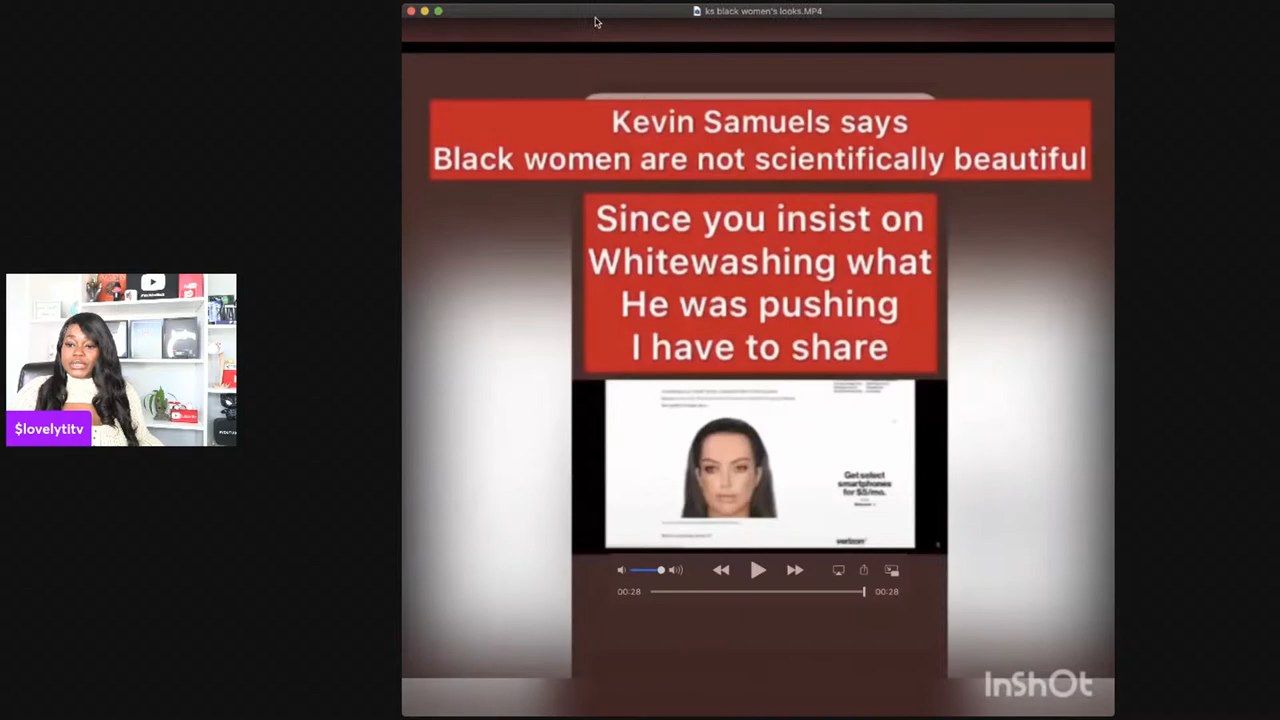 ks black women's looks.MP4
Kevin Samuels says
Black women are not scientifically beautiful
Since you insist on
Whitewashing what
He was pushing
I have to share
Get select
smartphones
for $5/mo.
verizon
$lovelytitv
00:28
00:28
InShOt